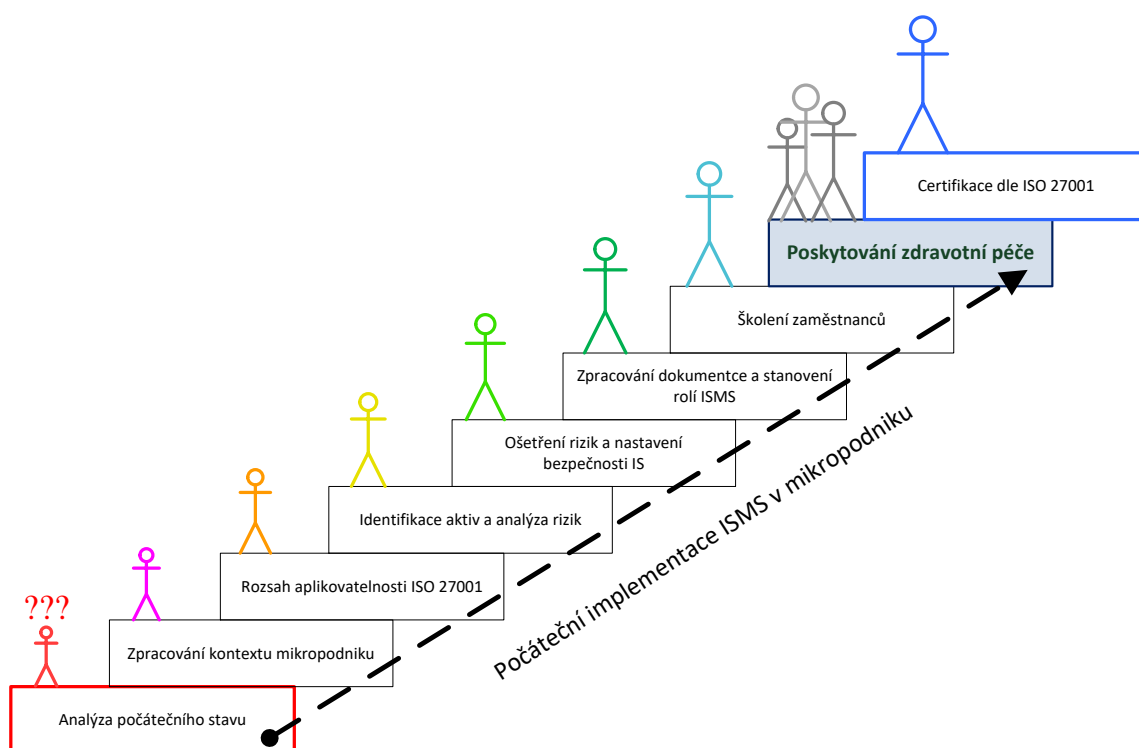 Certifikace dle ISO 27001
Poskytování zdravotní péče
Školení zaměstnanců
Zpracování dokumentce a stanovení
rolí ISMS
Ošetření rizik a nastavení
bezpečnosti IS
Identifikace aktiv a analýza rizik
Rozsah aplikovatelnosti ISO 27001
???
Zpracování kontextu mikropodniku
Analýza počátečního stavu
Počáteční implementace ISMS v mikropodniku